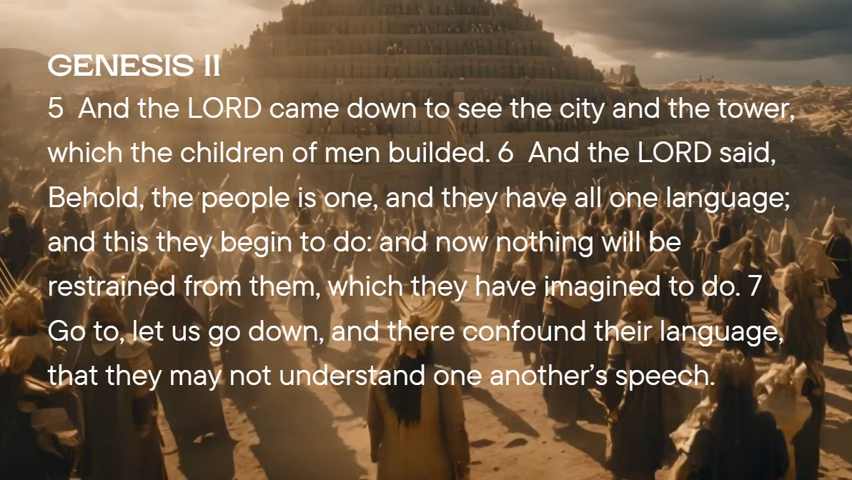 GENESIS 11
5 And the LORD came down to see the city and the tower,
which the children of men builded. 6 And the LORD said,
Behold, the people is one, and they have all one language;
and this they begin to do: and now nothing will be
restrained from them, which they have imagined to do. 7
Go to, let us go down, and there confound their language,
that they may not understand one another’s speech.